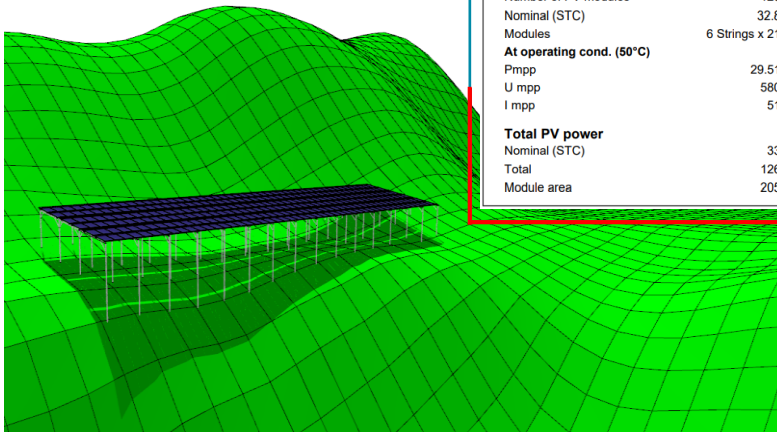 Nominal (STC) 32.8
Modules 6 Strings x 21
At operating cond. (50°C)
Pmpp 29.51
U mpp 580
I mpp 51
Total PV power
Nominal (STC) 33
Total 126
Module area 205